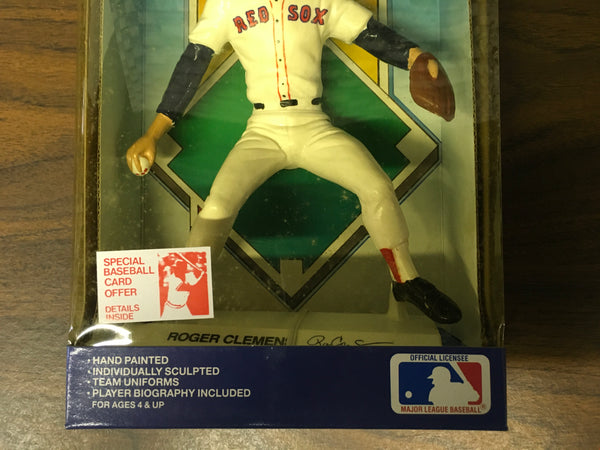 RED SOX
SPECIAL
BASEBALL
CARD
OFFER
DETAILS
INSIDE
ROGER CLEMENS
• HAND PAINTED
• INDIVIDUALLY SCULPTED
• TEAM UNIFORMS
• PLAYER BIOGRAPHY INCLUDED
FOR AGES 4 & UP
OFFICIAL LICENSEE
MAJOR LEAGUE BASEBALL